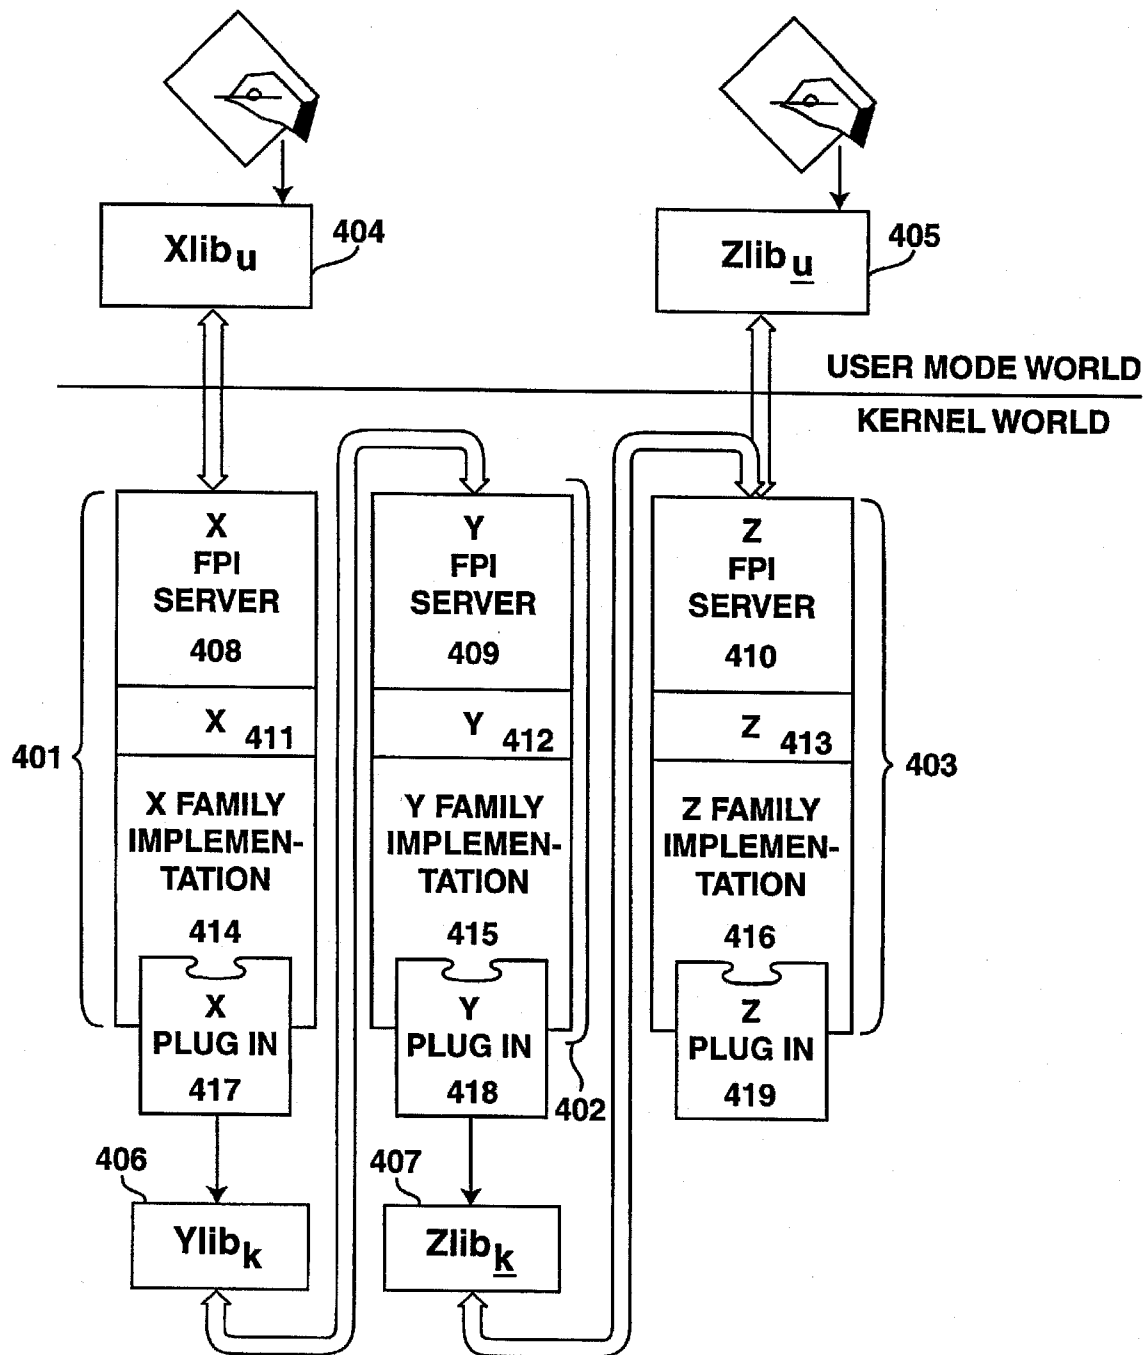 Xlibu
404
Zlibu
405
USER MODE WORLD
KERNEL WORLD
X
FPI
SERVER
408
Y
FPI
SERVER
409
Z
FPI
SERVER
410
401
X 411
Y 412
Z 413
403
X FAMILY
IMPLEMEN-
TATION
414
Y FAMILY
IMPLEMEN-
TATION
415
Z FAMILY
IMPLEMEN-
TATION
416
X
PLUG IN
417
Y
PLUG IN
418
402
Z
PLUG IN
419
406
Ylibk
407
Zlibk